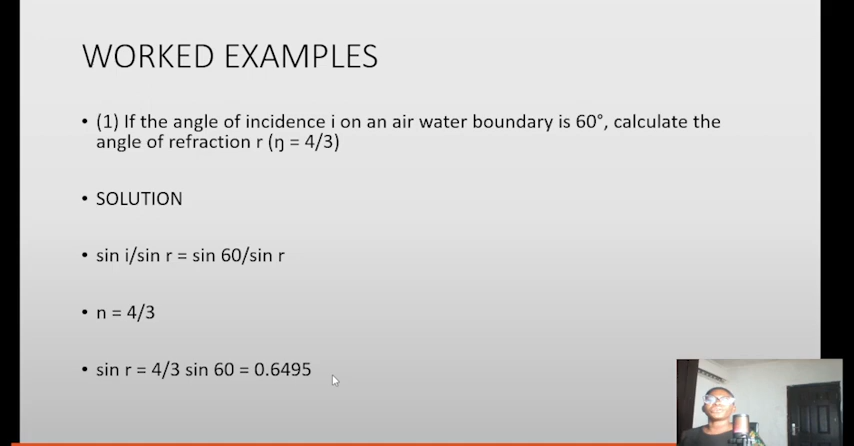 WORKED EXAMPLES
• (1) If the angle of incidence i on an air water boundary is 60°, calculate the
angle of refraction r (ŋ = 4/3)
• SOLUTION
• sin i/sin r = sin 60/sin r
• n = 4/3
• sin r = 4/3 sin 60 = 0.6495